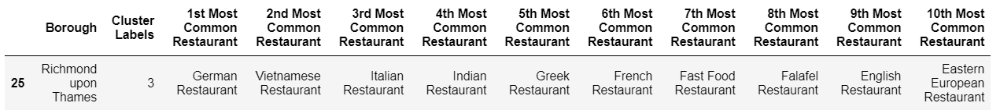 Borough Cluster Labels 1st Most Common Restaurant 2nd Most Common Restaurant 3rd Most Common Restaurant 4th Most Common Restaurant 5th Most Common Restaurant 6th Most Common Restaurant 7th Most Common Restaurant 8th Most Common Restaurant 9th Most Common Restaurant 10th Most Common Restaurant
25 Richmond upon Thames 3 German Restaurant Vietnamese Restaurant Italian Restaurant Indian Restaurant Greek Restaurant French Restaurant Fast Food Restaurant Falafel Restaurant English Restaurant Eastern European Restaurant